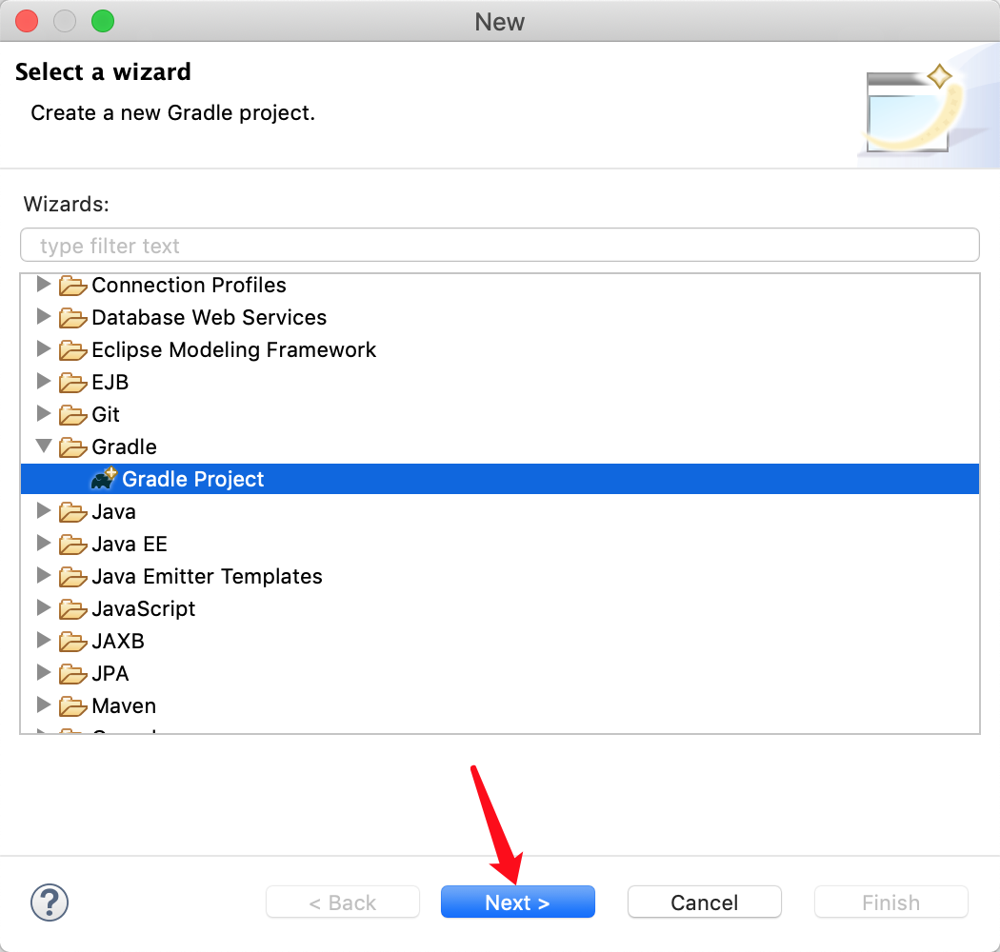 New
Select a wizard
Create a new Gradle project.
Wizards:
type filter text
Connection Profiles
Database Web Services
Eclipse Modeling Framework
EJB
Git
Gradle
Gradle Project
Java
Java EE
Java Emitter Templates
JavaScript
JAXB
JPA
Maven
? < Back Next > Cancel Finish